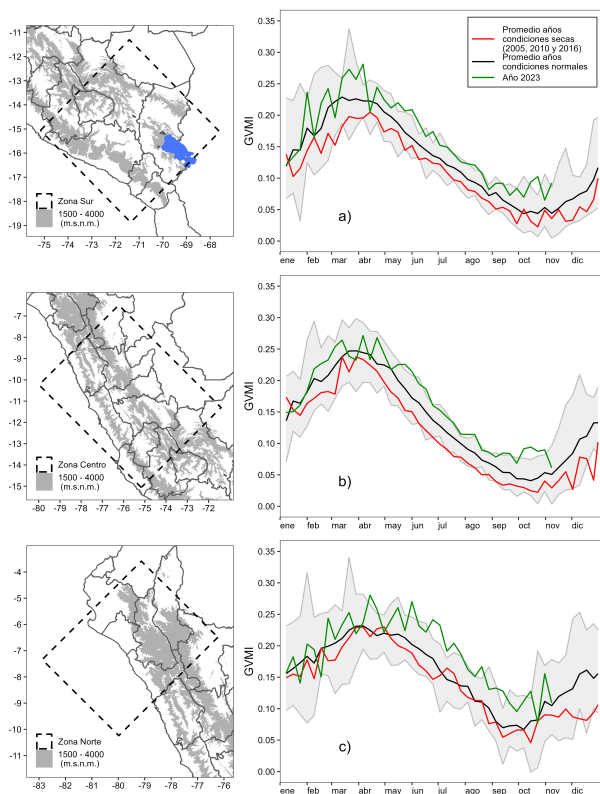 -11
-12
-13
-14
-15
-16
-17
-18
-19
Zona Sur
1500 - 4000
(m.s.n.m.)
-75 -74 -73 -72 -71 -70 -69 -68 -67
GVMI
0.35
0.30
0.25
0.20
0.15
0.10
0.05
0.00
Promedio años
condiciones secas
(2005, 2010 y 2016)
Promedio años
condiciones normales
Año 2023
a)
ene feb mar abr may jun jul ago sep oct nov dic
-6
-7
-8
-9
-10
-11
-12
-13
-14
-15
Zona Centro
1500 - 4000
(m.s.n.m.)
-80 -79 -78 -77 -76 -75 -74 -73 -72
GVMI
0.35
0.30
0.25
0.20
0.15
0.10
0.05
0.00
b)
ene feb mar abr may jun jul ago sep oct nov dic
-4
-5
-6
-7
-8
-9
-10
-11
Zona Norte
1500 - 4000
(m.s.n.m.)
-83 -82 -81 -80 -79 -78 -77 -76
GVMI
0.35
0.30
0.25
0.20
0.15
0.10
0.05
0.00
c)
ene feb mar abr may jun jul ago sep oct nov dic